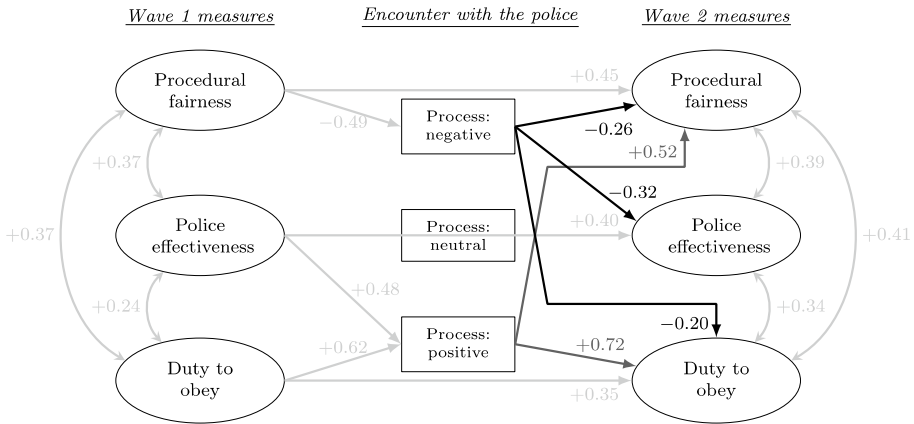 Wave 1 measures
Encounter with the police
Wave 2 measures
Procedural
fairness
+0.45
Procedural
fairness
−0.49
Process:
negative
−0.26
+0.52
+0.37
+0.39
−0.32
+0.37
Police
effectiveness
Process:
neutral
+0.40
Police
effectiveness
+0.41
+0.48
+0.24
+0.34
−0.20
Process:
positive
+0.62
+0.72
Duty to
obey
+0.35
Duty to
obey